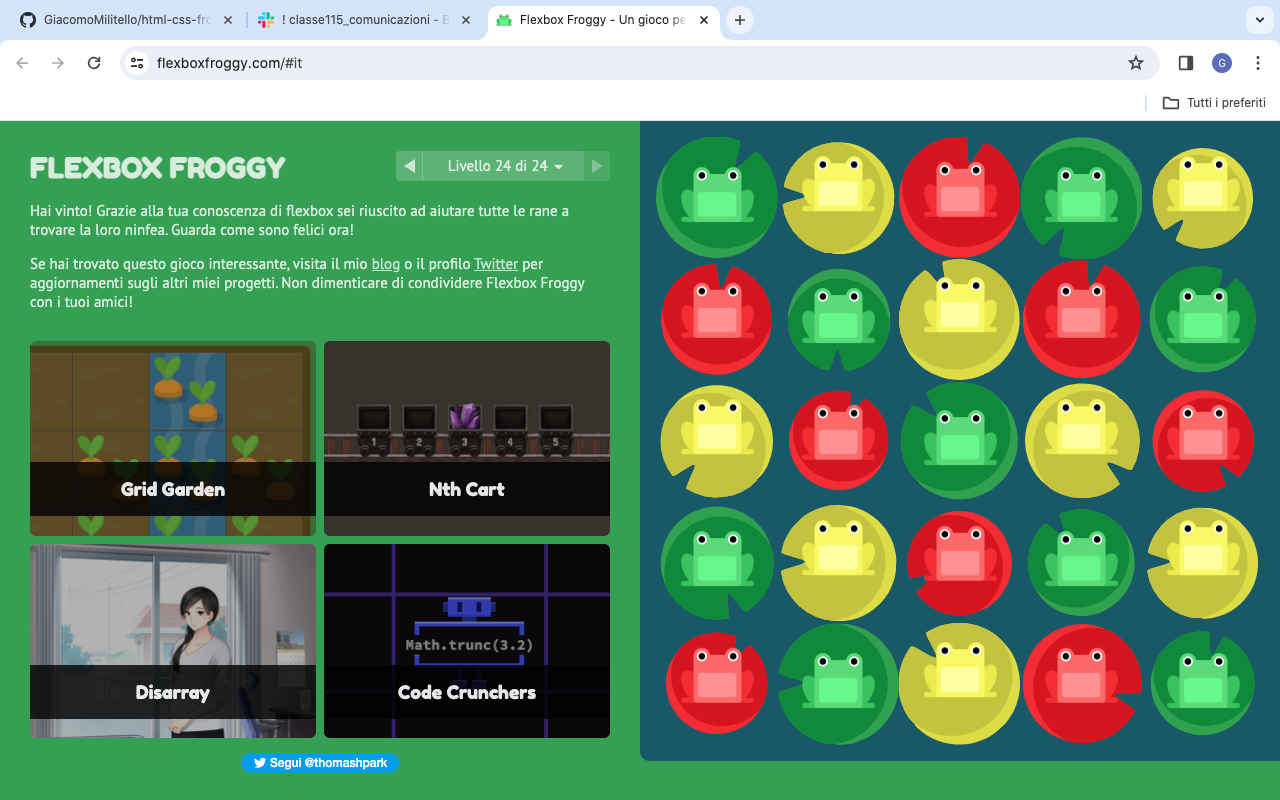 GiacomoMilitello/html-css-fro
! classe115_comunicazioni - B
Flexbox Froggy - Un gioco pe
flexboxfroggy.com/#it
G
Tutti i preferiti
FLEXBOX FROGGY
Livello 24 di 24
Hai vinto! Grazie alla tua conoscenza di flexbox sei riuscito ad aiutare tutte le rane a
trovare la loro ninfea. Guarda come sono felici ora!
Se hai trovato questo gioco interessante, visita il mio blog o il profilo Twitter per
aggiornamenti sugli altri miei progetti. Non dimenticare di condividere Flexbox Froggy
con i tuoi amici!
1 2 3 4 5
Grid Garden
Nth Cart
Math.trunc(3.2)
Disarray
Code Crunchers
Segui @thomashpark